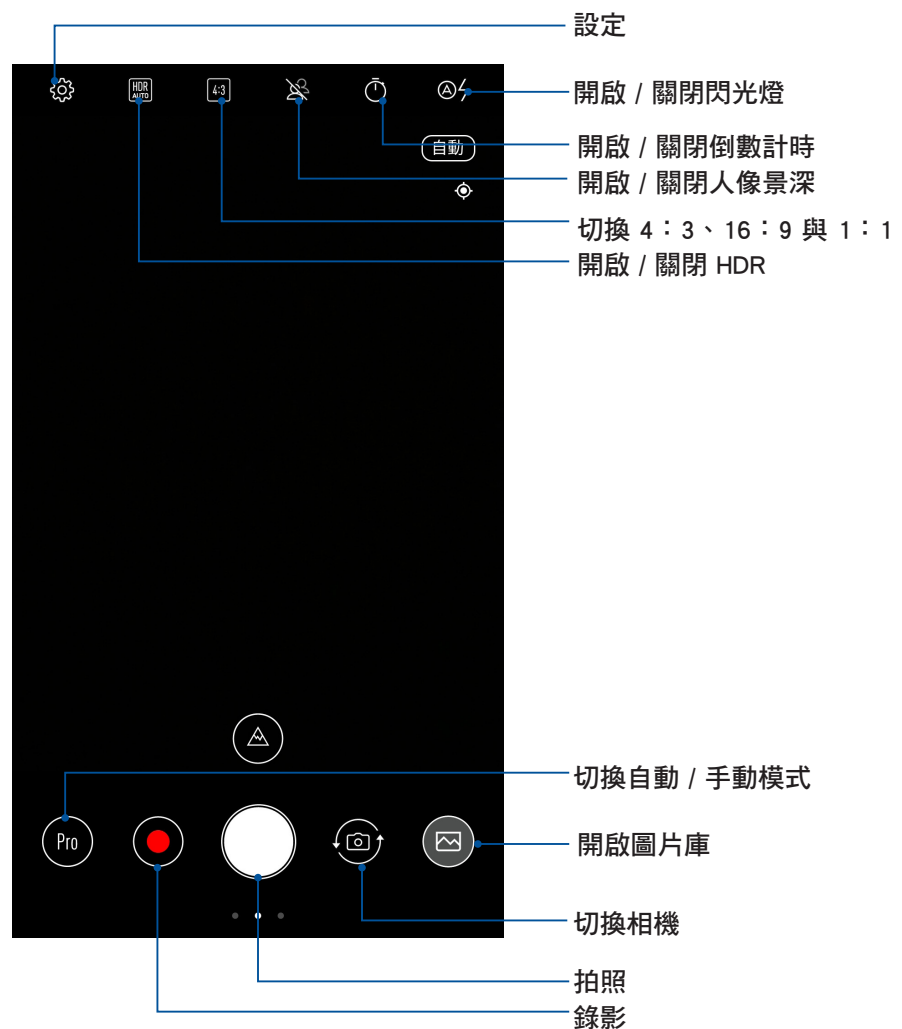 設定
HDR
AUTO
4:3
A
開啟 / 關閉閃光燈
自動
開啟 / 關閉倒數計時
開啟 / 關閉人像景深
切換 4：3、16：9 與 1：1
開啟 / 關閉 HDR
切換自動 / 手動模式
Pro
開啟圖片庫
切換相機
拍照
錄影